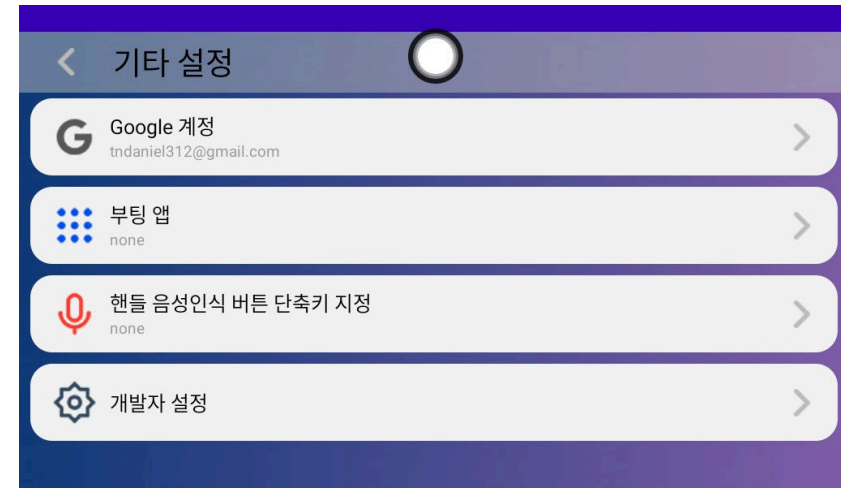 기타 설정
Google 계정
tndaniel312@gmail.com
부팅 앱
none
핸들 음성인식 버튼 단축키 지정
none
개발자 설정